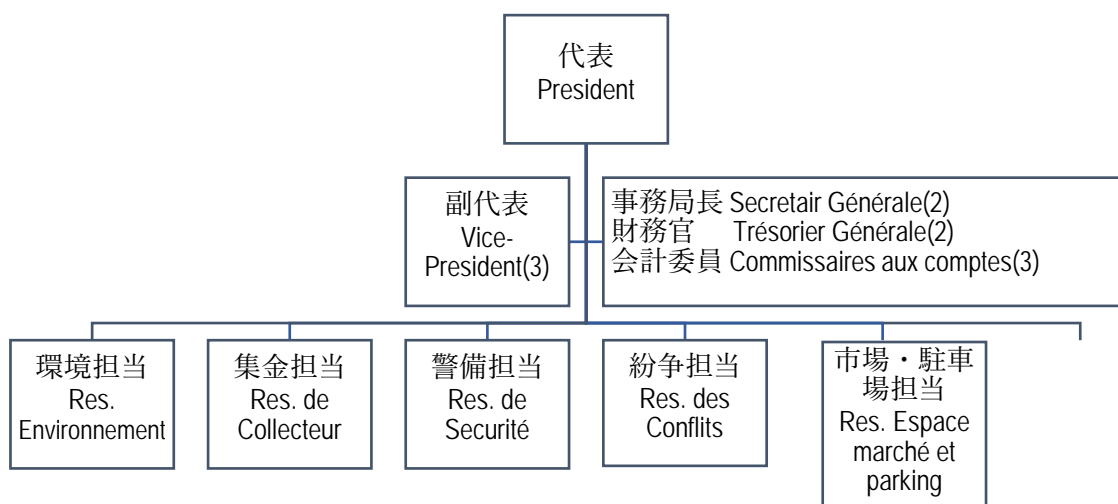 代表
President
副代表
Vice-
President(3)
事務局長 Secretair Générale(2)
財務官 Trésorier Générale(2)
会計委員 Commissaires aux comptes(3)
環境担当
Res.
Environnement
集金担当
Res. de
Collecteur
警備担当
Res. de
Securité
紛争担当
Res. des
Conflits
市場・駐車
場担当
Res. Espace
marché et
parking